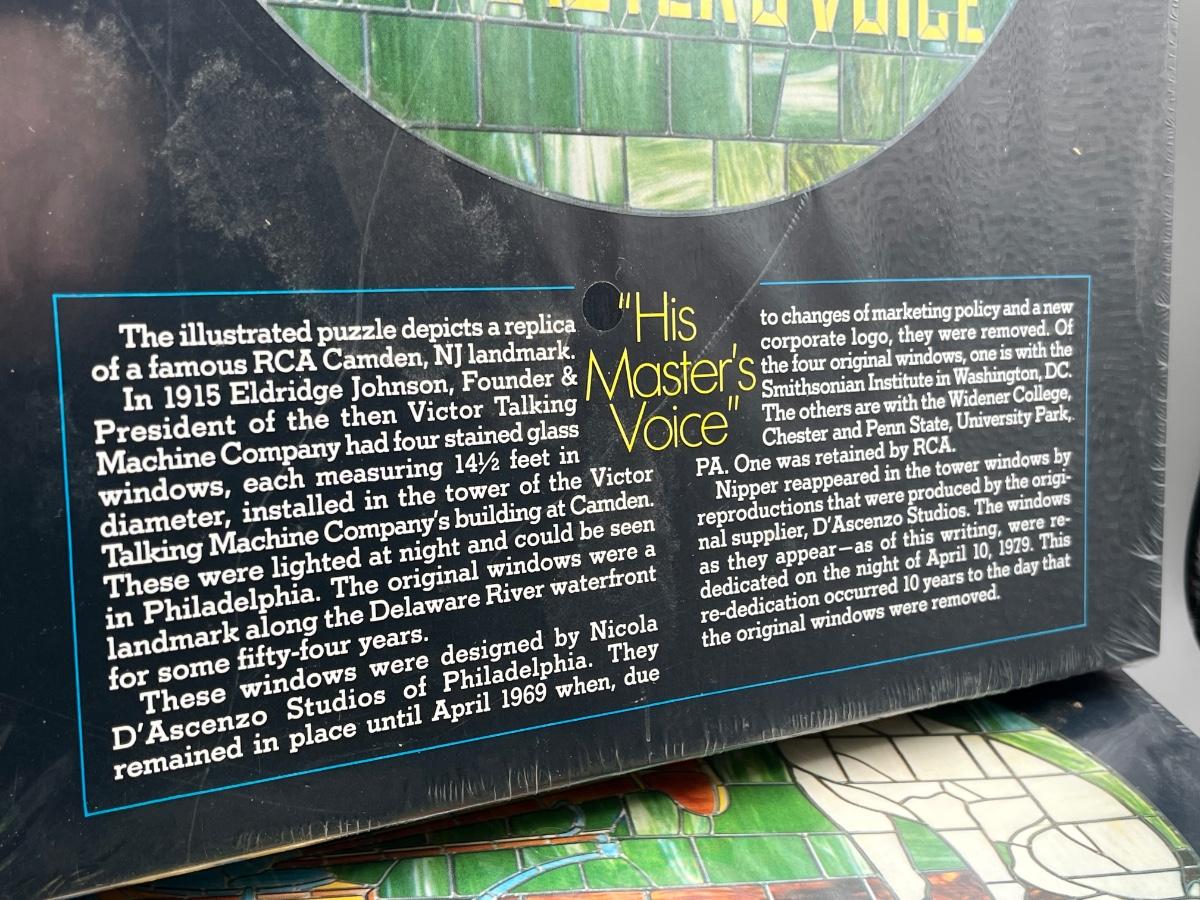 MASTER'S VOICE
"His
Master's
Voice"
The illustrated puzzle depicts a replica
of a famous RCA Camden, NJ landmark.
In 1915 Eldridge Johnson, Founder &
President of the then Victor Talking
Machine Company had four stained glass
windows, each measuring 14½ feet in
diameter, installed in the tower of the Victor
Talking Machine Company's building at Camden.
These were lighted at night and could be seen
in Philadelphia. The original windows were a
landmark along the Delaware River waterfront
for some fifty-four years.
These windows were designed by Nicola
D'Ascenzo Studios of Philadelphia. They
remained in place until April 1969 when, due
to changes of marketing policy and a new
corporate logo, they were removed. Of
the four original windows, one is with the
Smithsonian Institute in Washington, DC.
The others are with the Widener College,
Chester and Penn State, University Park,
PA. One was retained by RCA.
Nipper reappeared in the tower windows by
reproductions that were produced by the origi-
nal supplier, D'Ascenzo Studios. The windows
as they appear—as of this writing, were re-
dedicated on the night of April 10, 1979. This
re-dedication occurred 10 years to the day that
the original windows were removed.